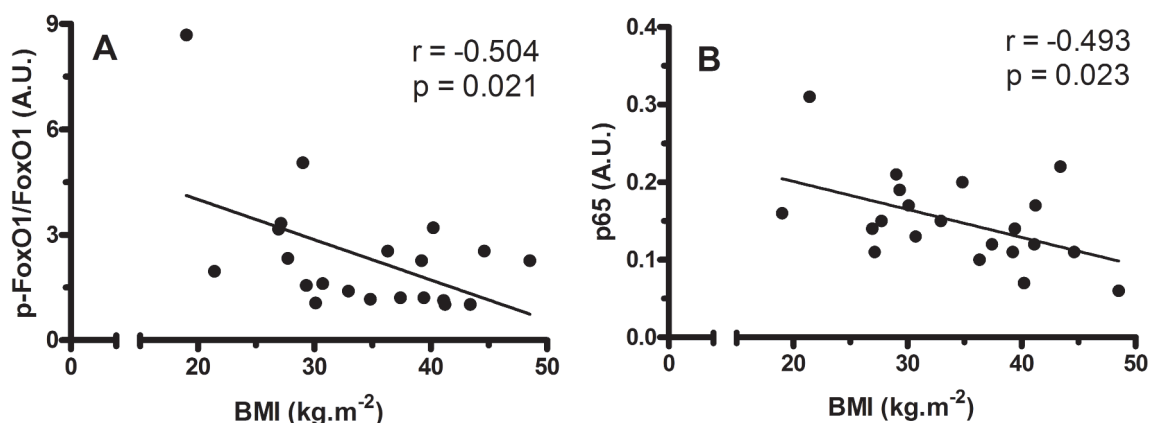 A
r = -0.504
p = 0.021
p-FoxO1/FoxO1 (A.U.)
9
6
3
0
0 20 30 40 50
BMI (kg.m-2)
B
r = -0.493
p = 0.023
p65 (A.U.)
0.4
0.3
0.2
0.1
0.0
0 20 30 40 50
BMI (kg.m-2)